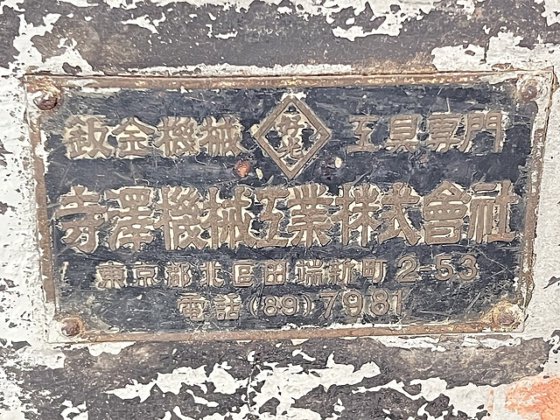 鈑金機械 工具専門
寺澤機械工業株式會社
東京都北區田端新町2-53
電話(89)7981